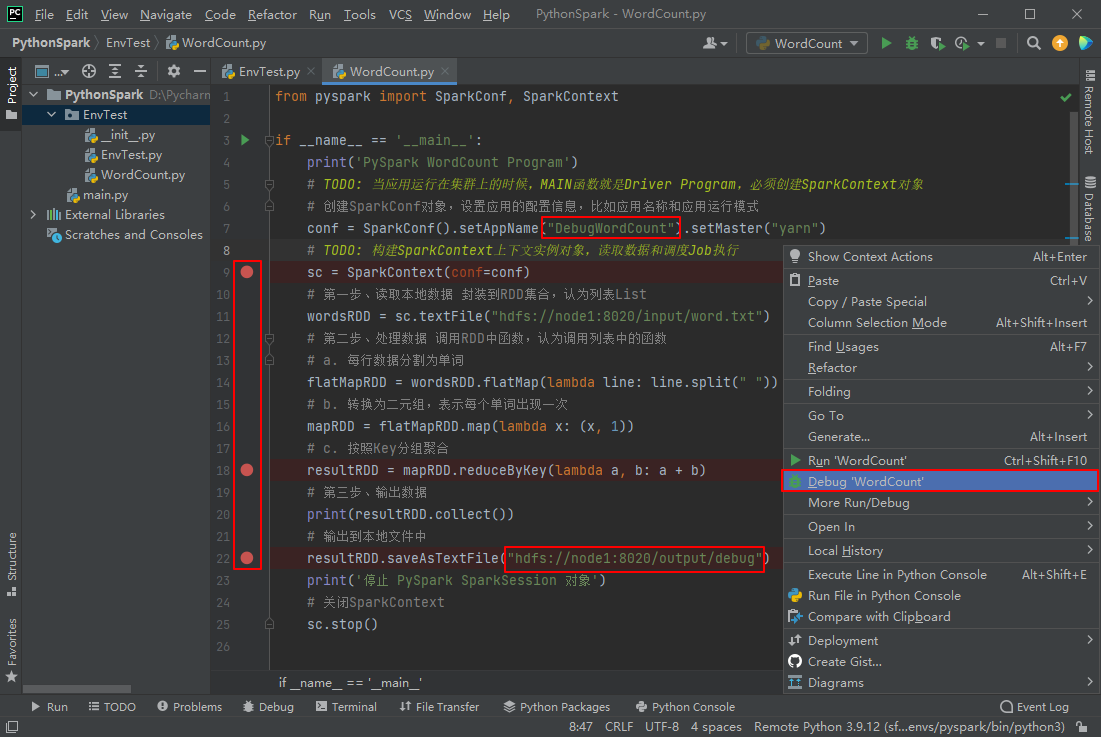 PC File Edit View Navigate Code Refactor Run Tools VCS Window Help PythonSpark - WordCount.py
PythonSpark EnvTest WordCount.py WordCount
Project
... EnvTest.py WordCount.py
PythonSpark D:\Pycharm
EnvTest
__init__.py
EnvTest.py
WordCount.py
main.py
External Libraries
Scratches and Consoles
1 from pyspark import SparkConf, SparkContext
2
3 if __name__ == '__main__':
4 print('PySpark WordCount Program')
5 # TODO: 当应用运行在集群上的时候，MAIN函数就是Driver Program，必须创建SparkContext对象
6 # 创建SparkConf对象，设置应用的配置信息，比如应用名称和应用运行模式
7 conf = SparkConf().setAppName("DebugWordCount").setMaster("yarn")
8 # TODO: 构建SparkContext上下文实例对象，读取数据和调度Job执行
9 sc = SparkContext(conf=conf)
10 # 第一步、读取本地数据 封装到RDD集合，认为列表List
11 wordsRDD = sc.textFile("hdfs://node1:8020/input/word.txt")
12 # 第二步、处理数据 调用RDD中函数，认为调用列表中的函数
13 # a. 每行数据分割为单词
14 flatMapRDD = wordsRDD.flatMap(lambda line: line.split(" "))
15 # b. 转换为二元组，表示每个单词出现一次
16 mapRDD = flatMapRDD.map(lambda x: (x, 1))
17 # c. 按照Key分组聚合
18 resultRDD = mapRDD.reduceByKey(lambda a, b: a + b)
19 # 第三步、输出数据
20 print(resultRDD.collect())
21 # 输出到本地文件中
22 resultRDD.saveAsTextFile("hdfs://node1:8020/output/debug")
23 print('停止 PySpark SparkSession 对象')
24 # 关闭SparkContext
25 sc.stop()
26
if __name__ == '__main__'
Show Context Actions Alt+Enter
Paste Ctrl+V
Copy / Paste Special
Column Selection Mode Alt+Shift+Insert
Find Usages Alt+F7
Refactor
Folding
Go To
Generate... Alt+Insert
Run 'WordCount' Ctrl+Shift+F10
Debug 'WordCount'
More Run/Debug
Open In
Local History
Execute Line in Python Console Alt+Shift+E
Run File in Python Console
Compare with Clipboard
Deployment
Create Gist...
Diagrams
Remote Host
Database
Structure
Favorites
Run TODO Problems Debug Terminal File Transfer Python Packages Python Console Event Log
8:47 CRLF UTF-8 4 spaces Remote Python 3.9.12 (sf...envs/pyspark/bin/python3)